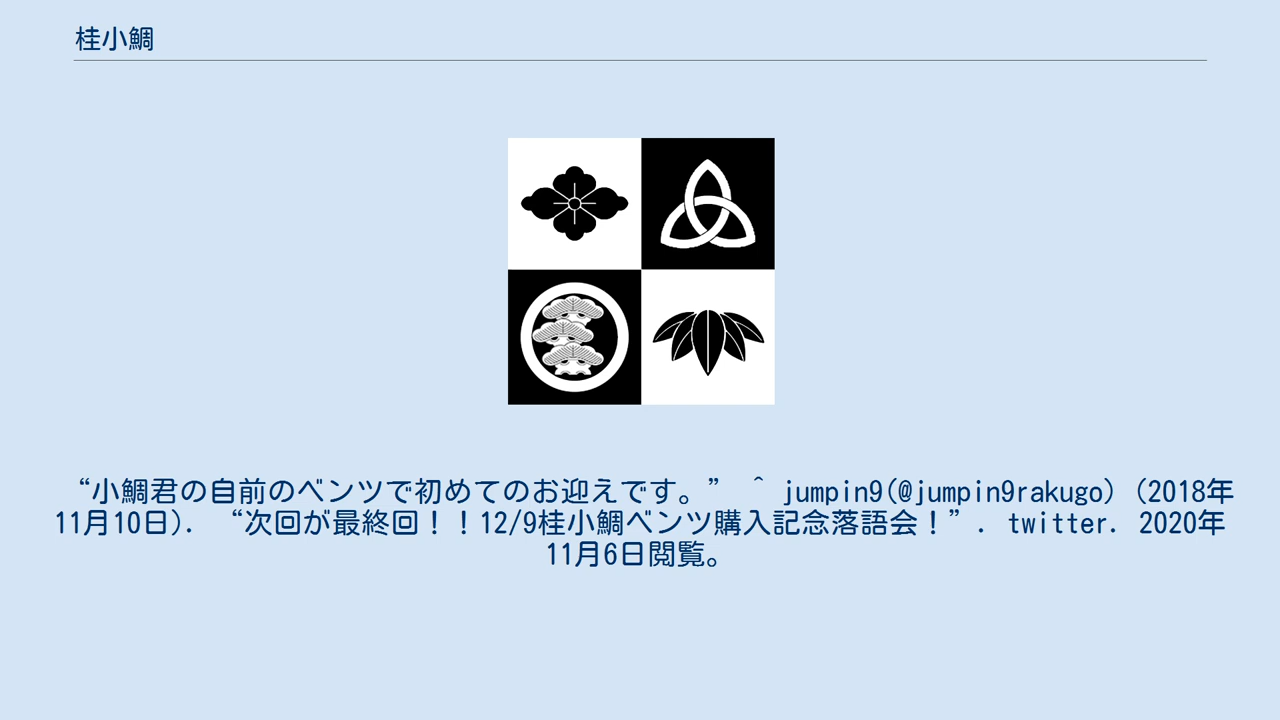 桂小鯛
“小鯛君の自前のベンツで初めてのお迎えです。” ^ jumpin9(@jumpin9rakugo) (2018年
11月10日). “次回が最終回！！12/9桂小鯛ベンツ購入記念落語会！”. twitter. 2020年
11月6日閲覧。